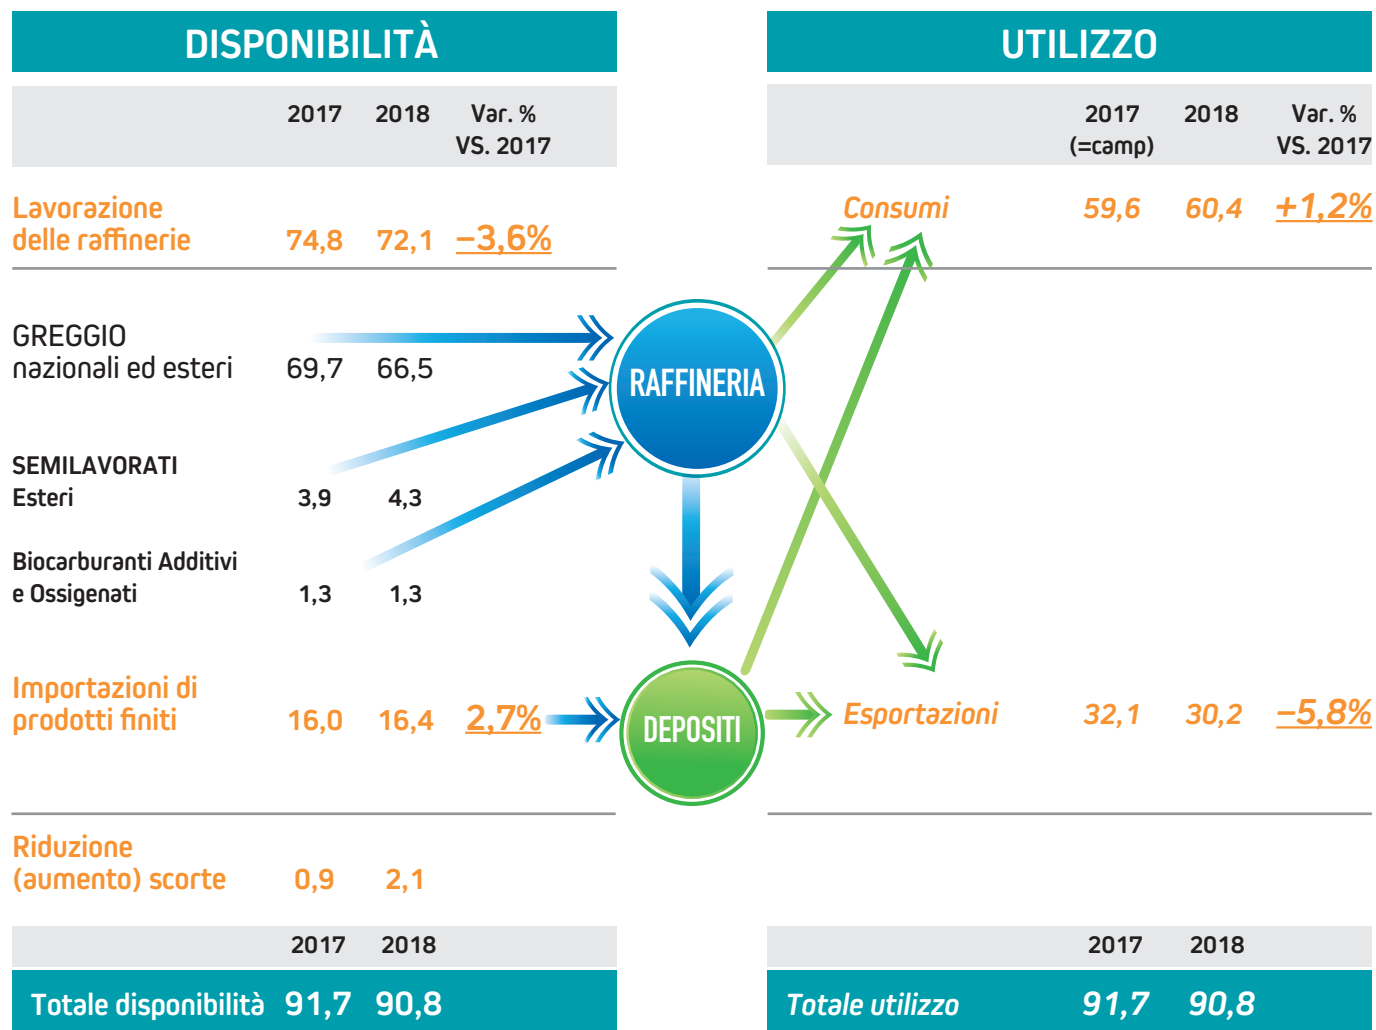 DISPONIBILITÀ
2017 2018 Var. %
VS. 2017
Lavorazione
delle raffinerie 74,8 72,1 –3,6%
GREGGIO
nazionali ed esteri 69,7 66,5
SEMILAVORATI
Esteri 3,9 4,3
Biocarburanti Additivi
e Ossigenati 1,3 1,3
Importazioni di
prodotti finiti 16,0 16,4 2,7%
Riduzione
(aumento) scorte 0,9 2,1
2017 2018
Totale disponibilità 91,7 90,8
RAFFINERIA
DEPOSITI
UTILIZZO
2017 2018 Var. %
(=camp) VS. 2017
Consumi 59,6 60,4 +1,2%
Esportazioni 32,1 30,2 –5,8%
2017 2018
Totale utilizzo 91,7 90,8